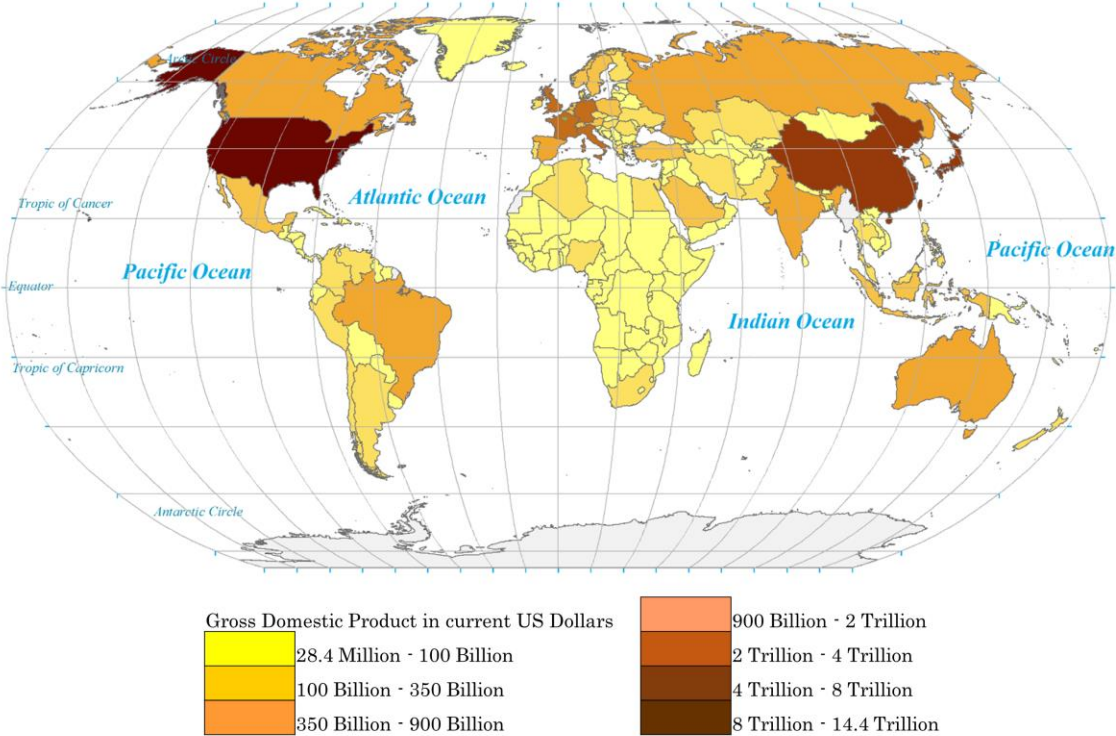 Arctic Circle
Atlantic Ocean
Tropic of Cancer
Pacific Ocean
Pacific Ocean
Equator
Indian Ocean
Tropic of Capricorn
Antarctic Circle
Gross Domestic Product in current US Dollars
28.4 Million - 100 Billion
100 Billion - 350 Billion
350 Billion - 900 Billion
900 Billion - 2 Trillion
2 Trillion - 4 Trillion
4 Trillion - 8 Trillion
8 Trillion - 14.4 Trillion